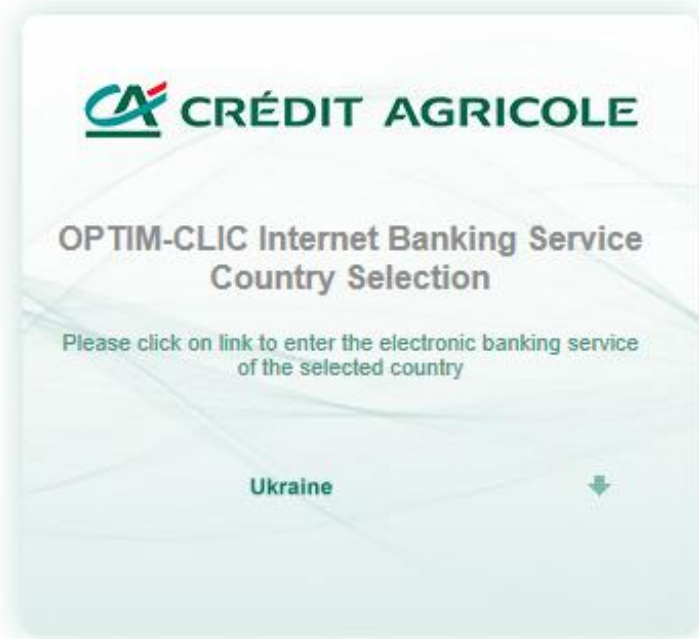 CRÉDIT AGRICOLE
OPTIM-CLIC Internet Banking Service
Country Selection
Please click on link to enter the electronic banking service
of the selected country
Ukraine